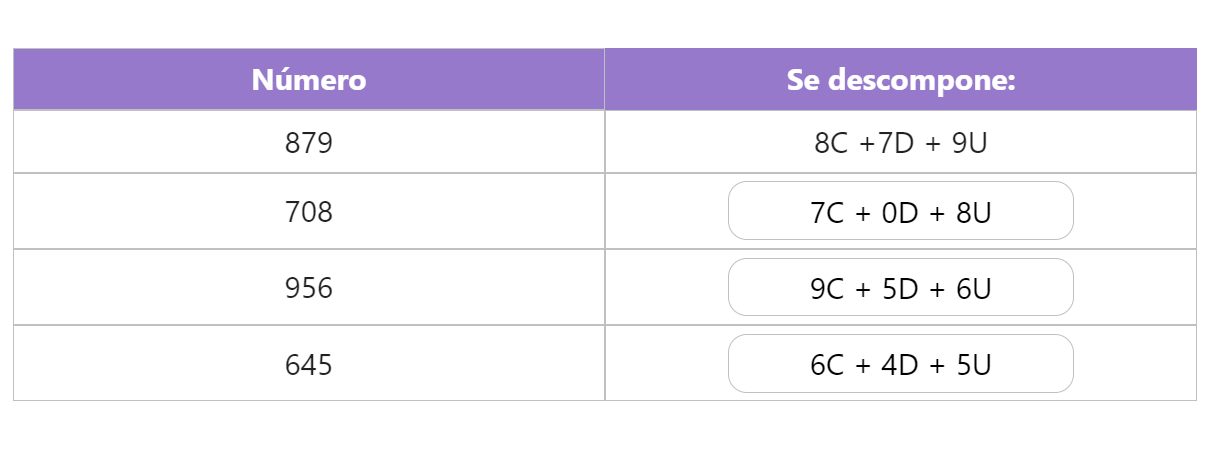 Número Se descompone:
879 8C +7D + 9U
708 7C + 0D + 8U
956 9C + 5D + 6U
645 6C + 4D + 5U